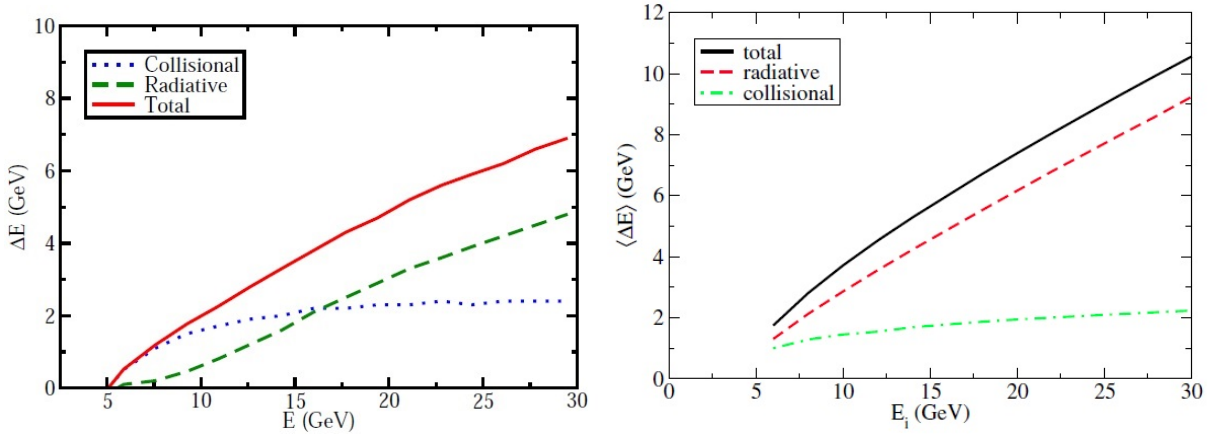 10
8
6
4
2
0
ΔE (GeV)
Collisional
Radiative
Total
5
10
15
20
25
30
E (GeV)
12
10
8
6
4
2
0
⟨ΔE⟩ (GeV)
total
radiative
collisional
0
5
10
15
20
25
30
E_i (GeV)